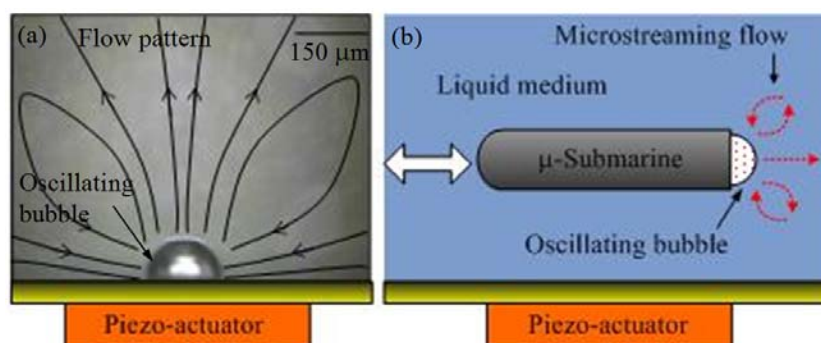 (a)
Flow pattern
150 μm
Oscillating
bubble
Piezo-actuator
(b)
Microstreaming flow
Liquid medium
μ-Submarine
Oscillating bubble
Piezo-actuator